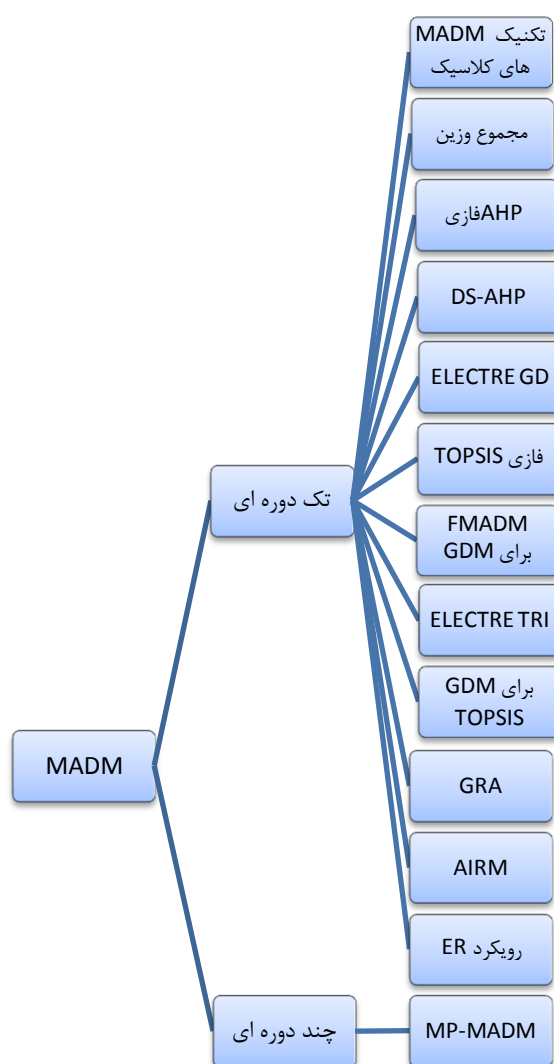 تکنیک MADM
های کلاسیک
مجموع وزین
AHPفازی
DS-AHP
ELECTRE GD
فازی TOPSIS
تک دوره ای
FMADM
برای GDM
ELECTRE TRI
برای GDM
TOPSIS
MADM
GRA
AIRM
رویکرد ER
چند دوره ای
MP-MADM